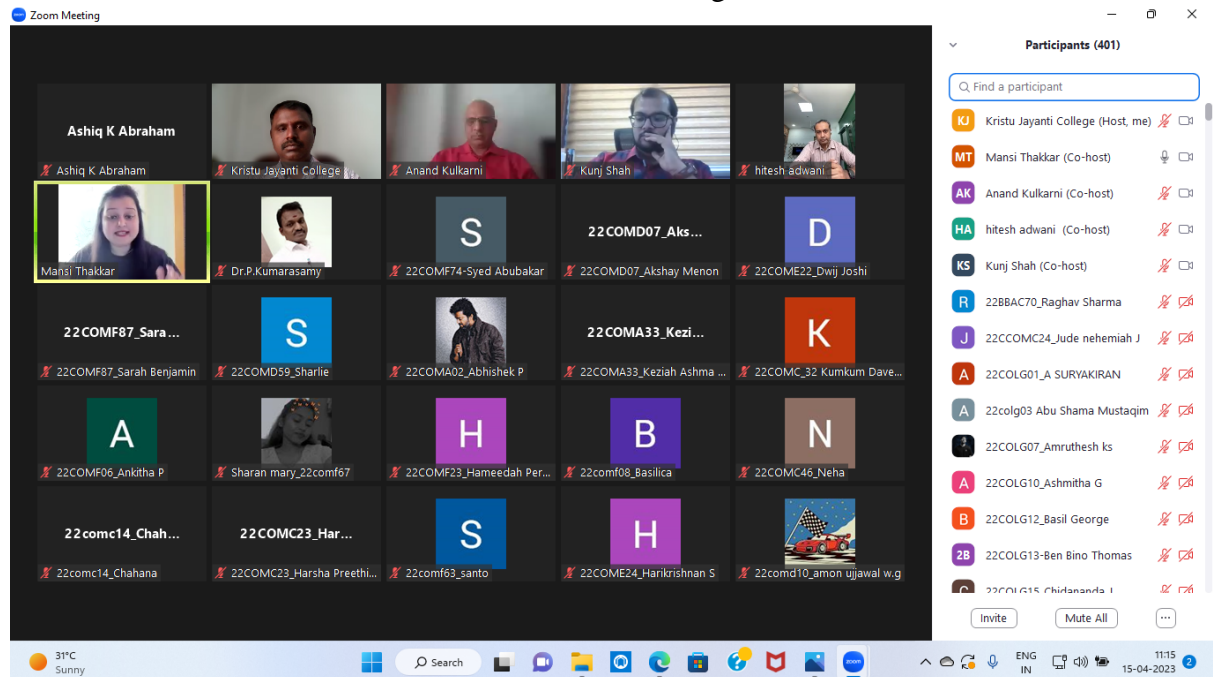 Zoom Meeting
Participants (401)
Find a participant
Ashiq K Abraham
Ashiq K Abraham
Kristu Jayanti College
Anand Kulkarni
Kunj Shah
hitesh adwani
Mansi Thakkar
Dr.P.Kumarasamy
S
22COMF74-Syed Abubakar
22COMD07_Aks...
22COMD07_Akshay Menon
D
22COME22_Dwij Joshi
22COMF87_Sara...
22COMF87_Sarah Benjamin
S
22COMD59_Sharlie
22COMA02_Abhishek P
22COMA33_Kezi...
22COMA33_Keziah Ashma ...
K
22COMC_32 Kumkum Dave...
A
22COMF06_Ankitha P
Sharan mary_22comf67
H
22COMF23_Hameedah Per...
B
22comf08_Basilica
N
22COMC46_Neha
22comc14_Chah...
22comc14_Chahana
22COMC23_Har...
22COMC23_Harsha Preethi...
S
22comf63_santo
H
22COME24_Harikrishnan S
22comd10_amon ujjawal w.g
KJ Kristu Jayanti College (Host, me)
MT Mansi Thakkar (Co-host)
AK Anand Kulkarni (Co-host)
HA hitesh adwani (Co-host)
KS Kunj Shah (Co-host)
R 22BBAC70_Raghav Sharma
J 22CCOMC24_Jude nehemiah J
A 22COLG01_A SURYAKIRAN
A 22colg03 Abu Shama Mustaqim
22COLG07_Amruthesh ks
A 22COLG10_Ashmitha G
B 22COLG12_Basil George
2B 22COLG13-Ben Bino Thomas
C 22COLG15 Chidananda J
Invite
Mute All
31°C
Sunny
Search
zoom
ENG
IN
11:15
15-04-2023
2